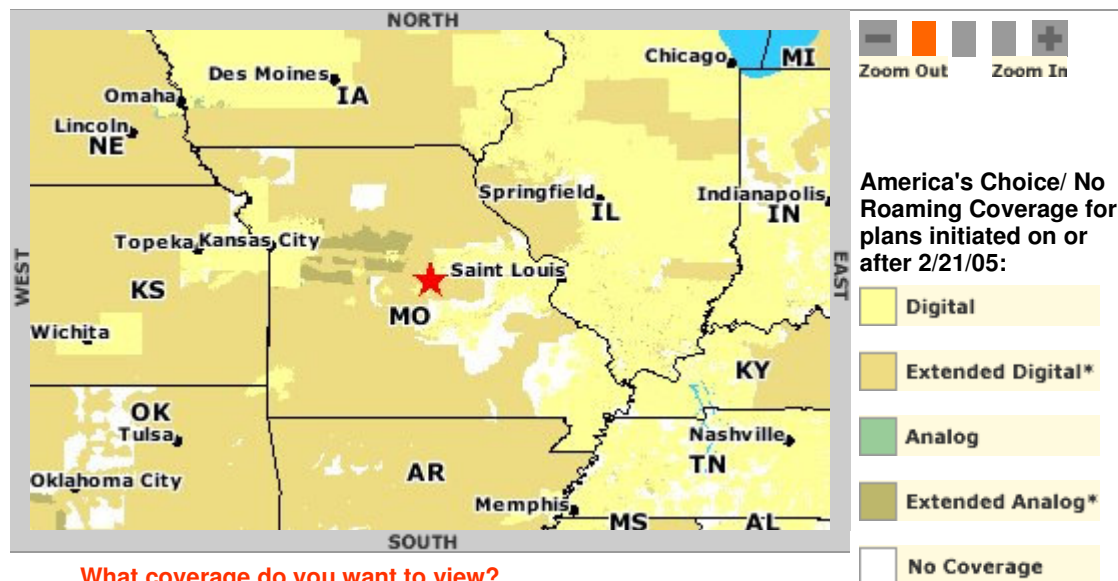 NORTH
Chicago
MI
Des Moines
IA
Omaha
Lincoln
NE
Springfield
IL
Indianapolis
IN
Topeka
Kansas City
Saint Louis
WEST
EAST
KS
MO
Wichita
KY
OK
Tulsa
Nashville
TN
AR
Oklahoma City
Memphis
MS
AL
SOUTH
What coverage do you want to view?
Zoom Out
Zoom In
America's Choice/ No
Roaming Coverage for
plans initiated on or
after 2/21/05:
Digital
Extended Digital*
Analog
Extended Analog*
No Coverage